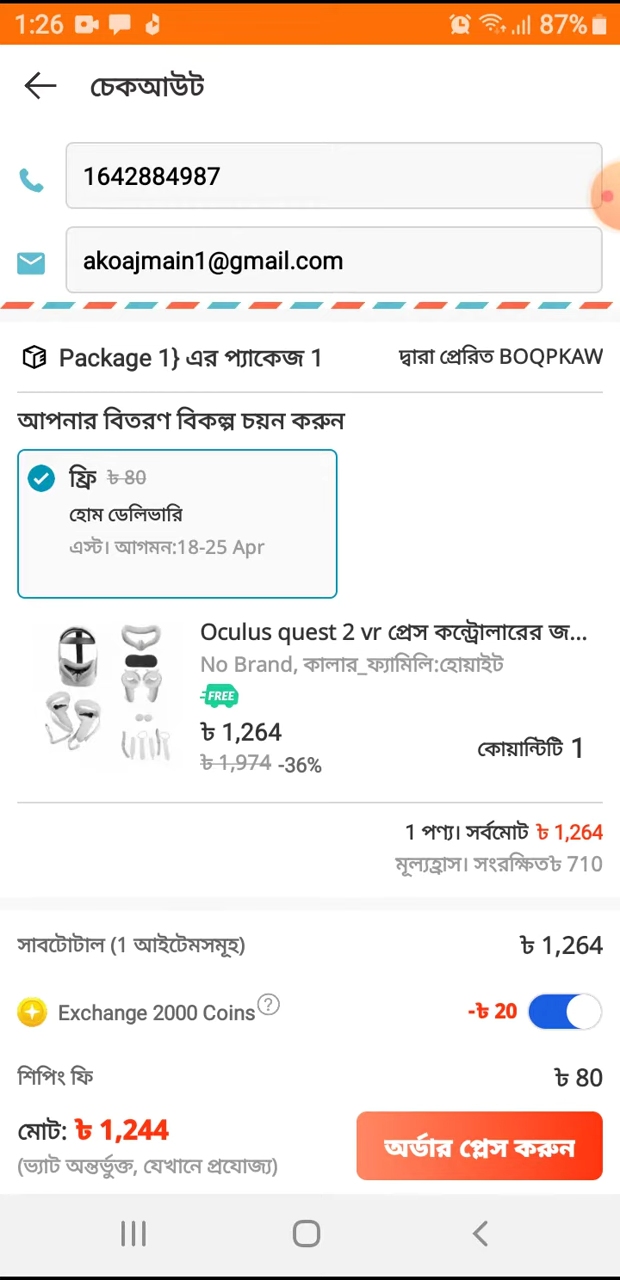 1:26 87%
চেকআউট
1642884987
akoajmain1@gmail.com
Package 1} এর প্যাকেজ 1 দ্বারা প্রেরিত BOQPKAW
আপনার বিতরণ বিকল্প চয়ন করুন
ফ্রি ৳ 80
হোম ডেলিভারি
এস্ট। আগমন:18-25 Apr
Oculus quest 2 vr প্রেস কন্ট্রোলারের জ...
No Brand, কালার_ফ্যামিলি:হোয়াইট
FREE
৳ 1,264
৳ 1,974 -36%
কোয়ান্টিটি 1
1 পণ্য। সর্বমোট ৳ 1,264
মূল্যহ্রাস। সংরক্ষিত৳ 710
সাবটোটাল (1 আইটেমসমূহ) ৳ 1,264
Exchange 2000 Coins ? -৳ 20
শিপিং ফি ৳ 80
মোট: ৳ 1,244
(ভ্যাট অন্তর্ভুক্ত, যেখানে প্রযোজ্য)
অর্ডার প্লেস করুন